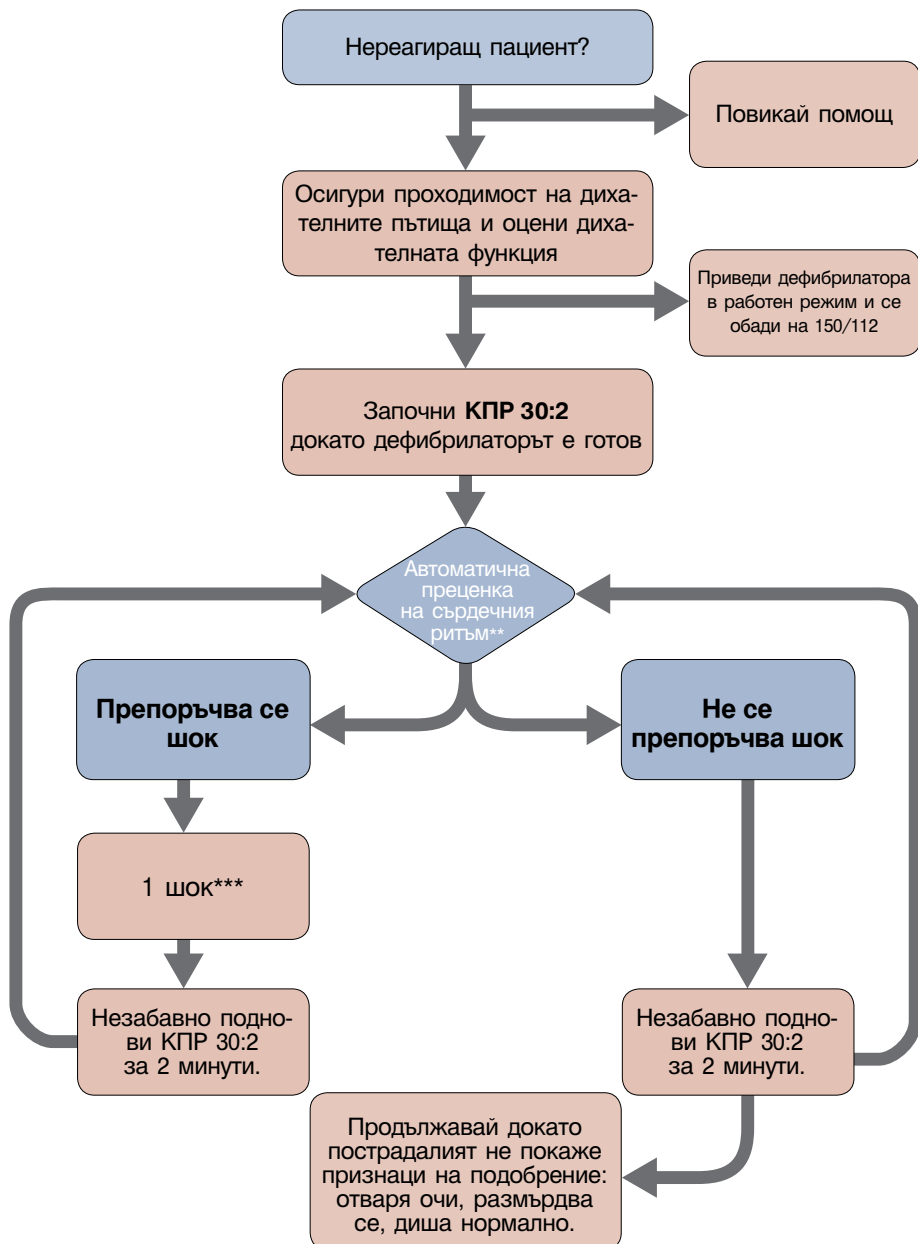 Нереагиращ пациент?
Повикай помощ
Осигури проходимост на диха-
телните пътища и оцени диха-
телната функция
Приведи дефибрилатора
в работен режим и се
обади на 150/112
Започни КПР 30:2
докато дефибрилаторът е готов
Автоматична
преценка
на сърдечния
ритъм**
Препоръчва се
шок
Не се
препоръчва шок
1 шок***
Незабавно подно-
ви КПР 30:2
за 2 минути.
Незабавно подно-
ви КПР 30:2
за 2 минути.
Продължавай докато
пострадалият не покаже
признаци на подобрение:
отваря очи, размърдва
се, диша нормално.